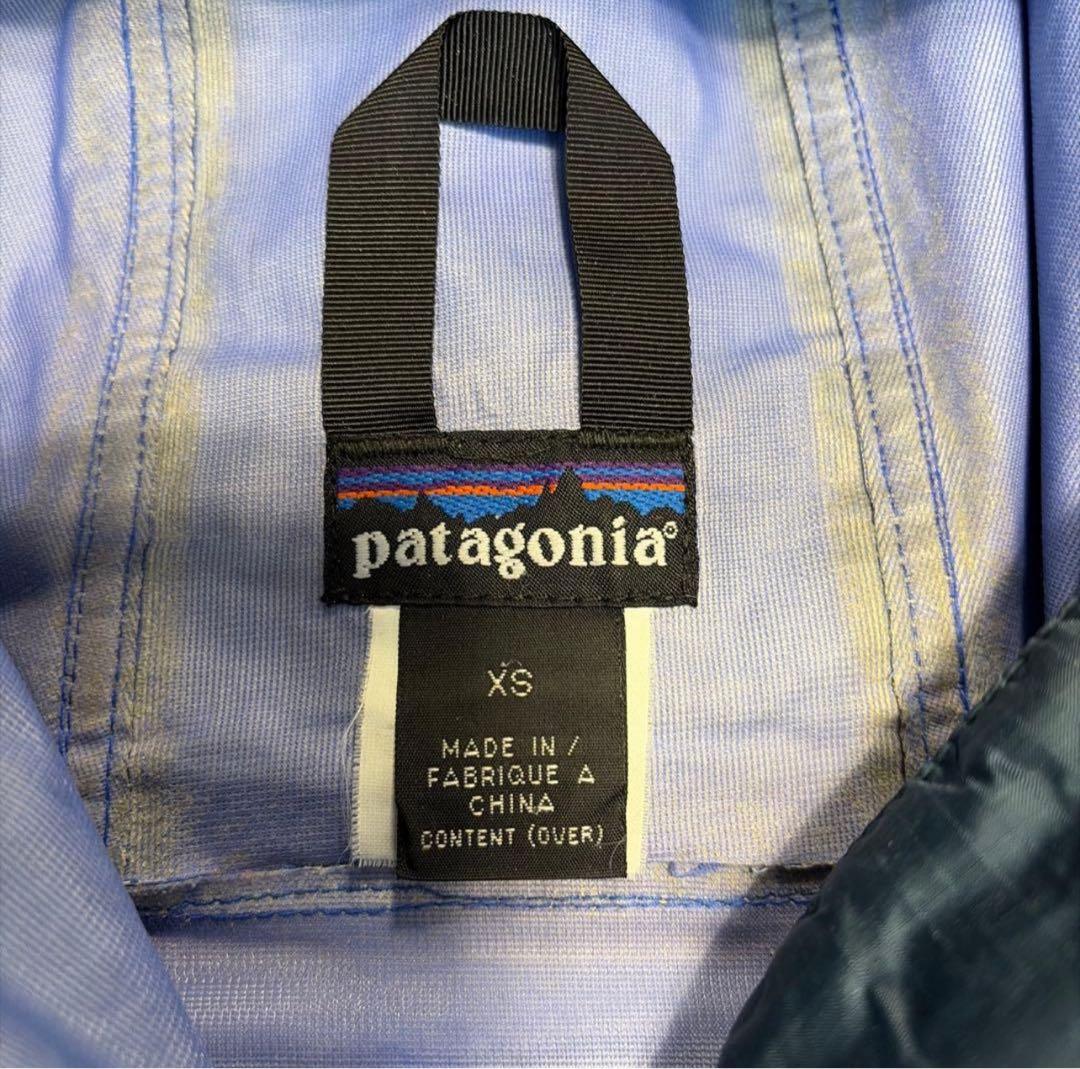 patagonia®
XS
MADE IN /
FABRIQUE A
CHINA
CONTENT (OVER)